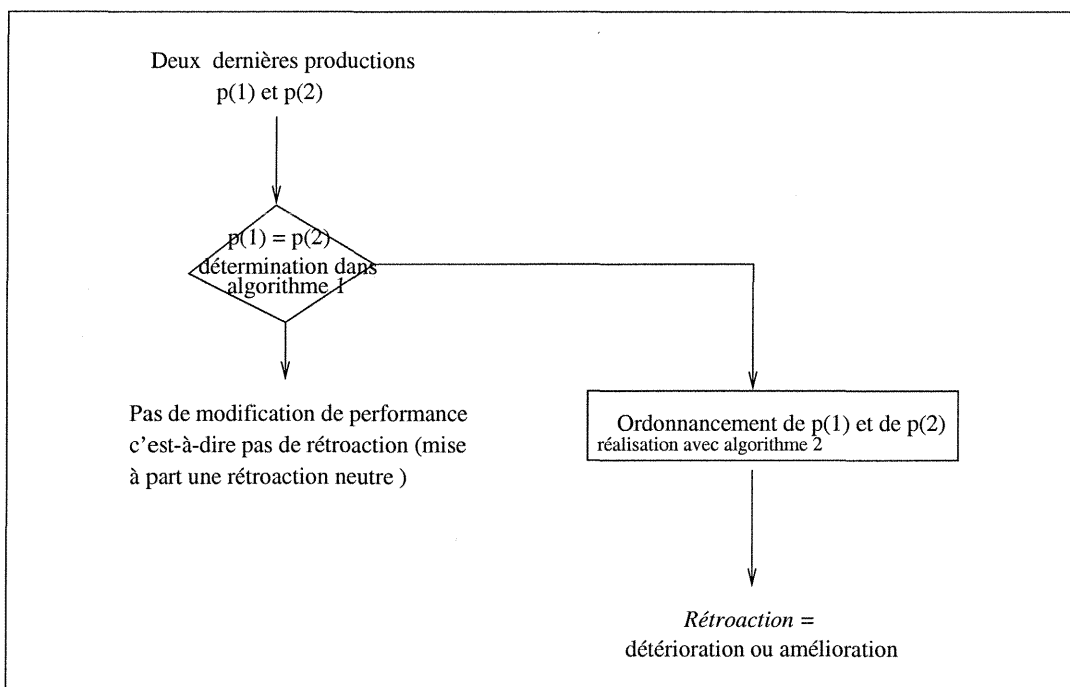 Deux dernières productions
p(1) et p(2)
p(1) = p(2)
détermination dans
algorithme 1
Pas de modification de performance
c'est-à-dire pas de rétroaction (mise
à part une rétroaction neutre )
Ordonnancement de p(1) et de p(2)
réalisation avec algorithme 2
Rétroaction =
détérioration ou amélioration